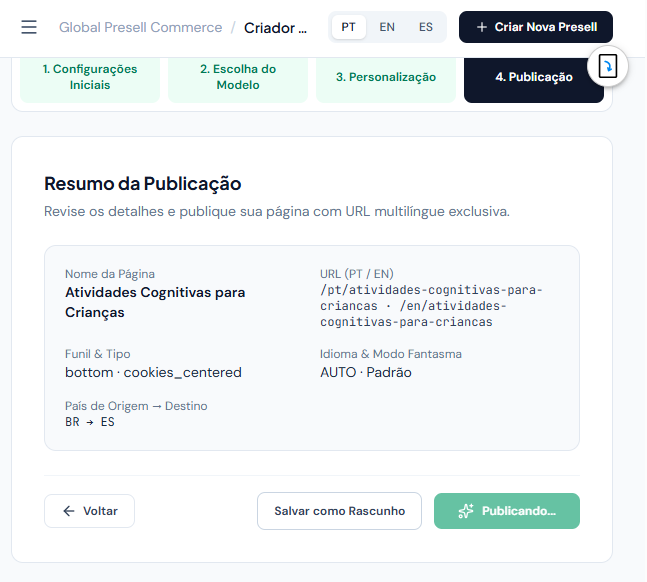 Global Presell Commerce / Criador ...
PT EN ES
+ Criar Nova Presell
1. Configurações
Iniciais
2. Escolha do
Modelo
3. Personalização
4. Publicação
Resumo da Publicação
Revise os detalhes e publique sua página com URL multilíngue exclusiva.
Nome da Página
Atividades Cognitivas para
Crianças
URL (PT / EN)
/pt/atividades-cognitivas-para-
criancas · /en/atividades-
cognitivas-para-criancas
Funil & Tipo
bottom · cookies_centered
Idioma & Modo Fantasma
AUTO · Padrão
País de Origem → Destino
BR → ES
← Voltar
Salvar como Rascunho
Publicando...